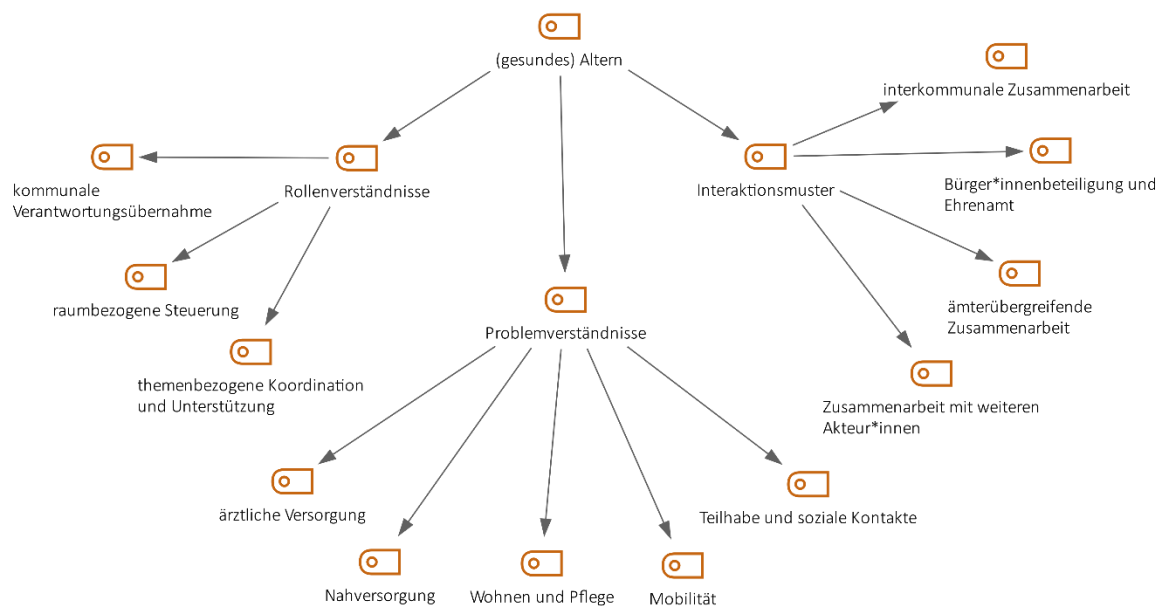 (gesundes) Altern
interkommunale Zusammenarbeit
kommunale
Verantwortungsübernahme
Rollenverständnisse
Interaktionsmuster
Bürger*innenbeteiligung und
Ehrenamt
raumbezogene Steuerung
ämterübergreifende
Zusammenarbeit
Problemverständnisse
themenbezogene Koordination
und Unterstützung
Zusammenarbeit mit weiteren
Akteur*innen
ärztliche Versorgung
Teilhabe und soziale Kontakte
Nahversorgung
Wohnen und Pflege
Mobilität